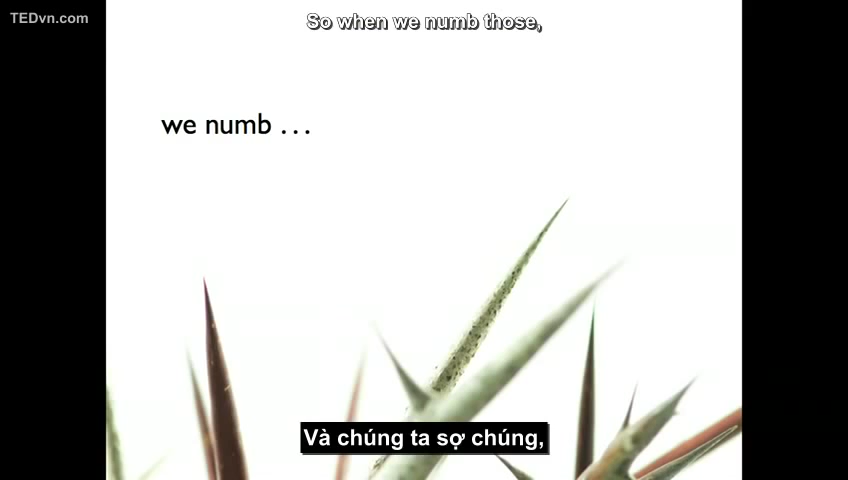 TEDvn.com
So when we numb those,
we numb ...
Và chúng ta sợ chúng,